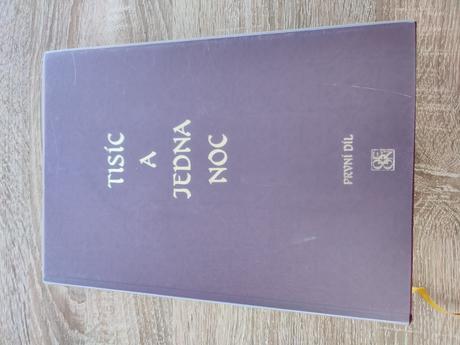 TISÍC
A
JEDNA
NOC
PRVNÍ DÍL